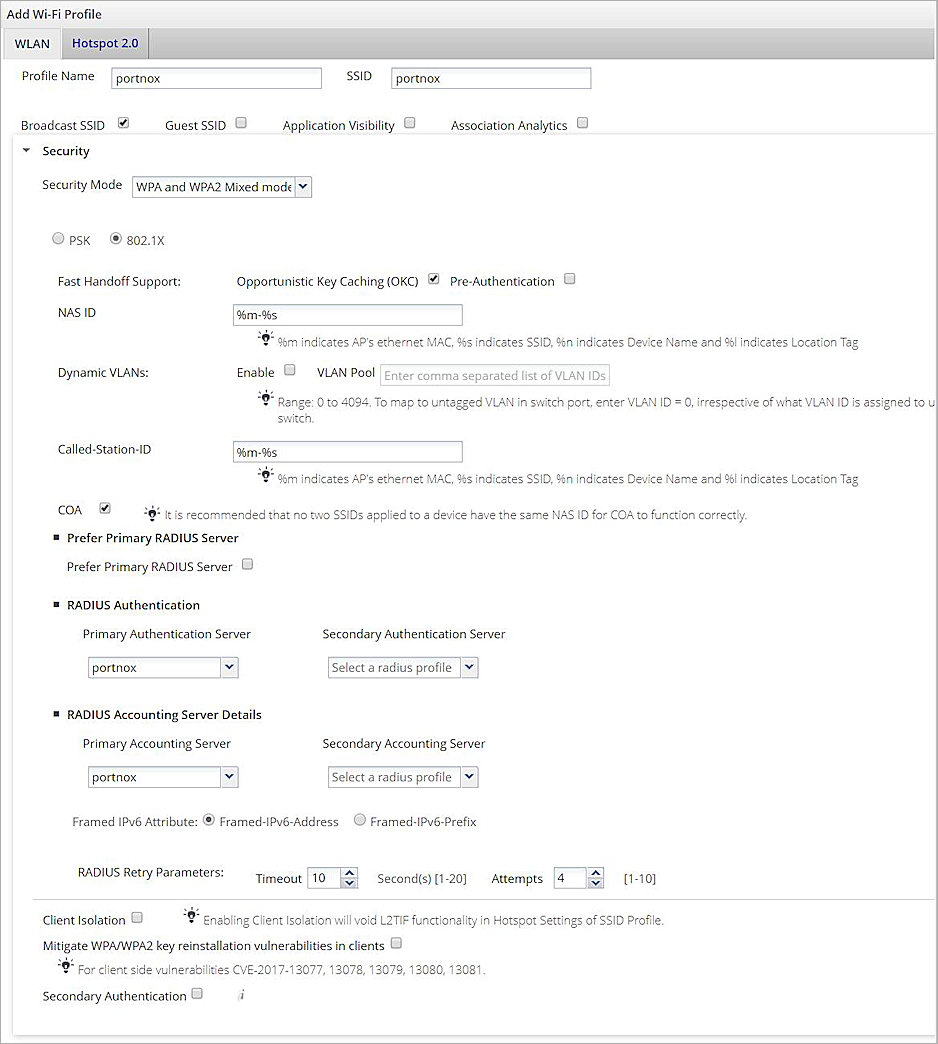 Add Wi-Fi Profile
WLAN Hotspot 2.0
Profile Name portnox SSID portnox
Broadcast SSID Guest SSID Application Visibility Association Analytics
Security
Security Mode WPA and WPA2 Mixed mode
PSK 802.1X
Fast Handoff Support: Opportunistic Key Caching (OKC) Pre-Authentication
NAS ID %m-%s
%m indicates AP's ethernet MAC, %s indicates SSID, %n indicates Device Name and %l indicates Location Tag
Dynamic VLANs: Enable VLAN Pool Enter comma separated list of VLAN IDs
Range: 0 to 4094. To map to untagged VLAN in switch port, enter VLAN ID = 0, irrespective of what VLAN ID is assigned to u
switch.
Called-Station-ID %m-%s
%m indicates AP's ethernet MAC, %s indicates SSID, %n indicates Device Name and %l indicates Location Tag
COA It is recommended that no two SSIDs applied to a device have the same NAS ID for COA to function correctly.
Prefer Primary RADIUS Server
Prefer Primary RADIUS Server
RADIUS Authentication
Primary Authentication Server Secondary Authentication Server
portnox Select a radius profile
RADIUS Accounting Server Details
Primary Accounting Server Secondary Accounting Server
portnox Select a radius profile
Framed IPv6 Attribute: Framed-IPv6-Address Framed-IPv6-Prefix
RADIUS Retry Parameters: Timeout 10 Second(s) [1-20] Attempts 4 [1-10]
Client Isolation Enabling Client Isolation will void L2TIF functionality in Hotspot Settings of SSID Profile.
Mitigate WPA/WPA2 key reinstallation vulnerabilities in clients
For client side vulnerabilities CVE-2017-13077, 13078, 13079, 13080, 13081.
Secondary Authentication i